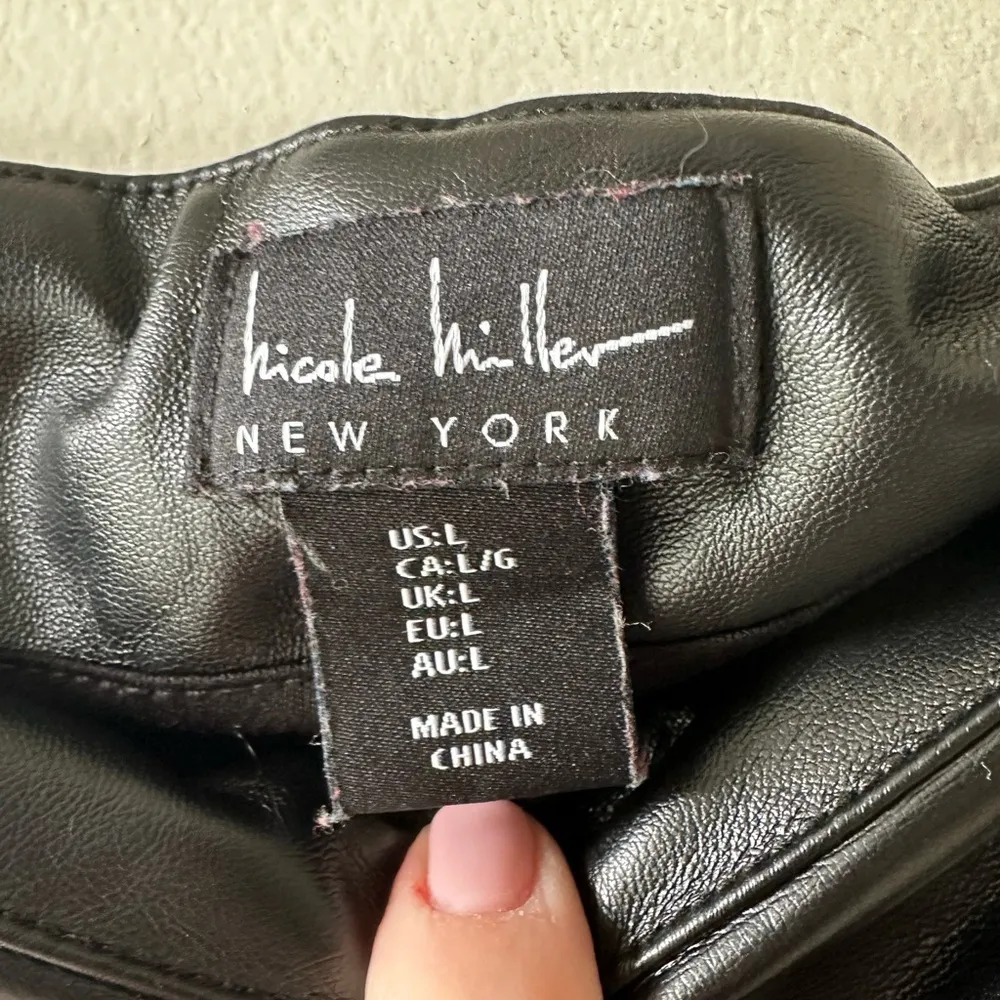 Nicole Miller
NEW YORK
US:L
CA:L/G
UK:L
EU:L
AU:L
MADE IN
CHINA